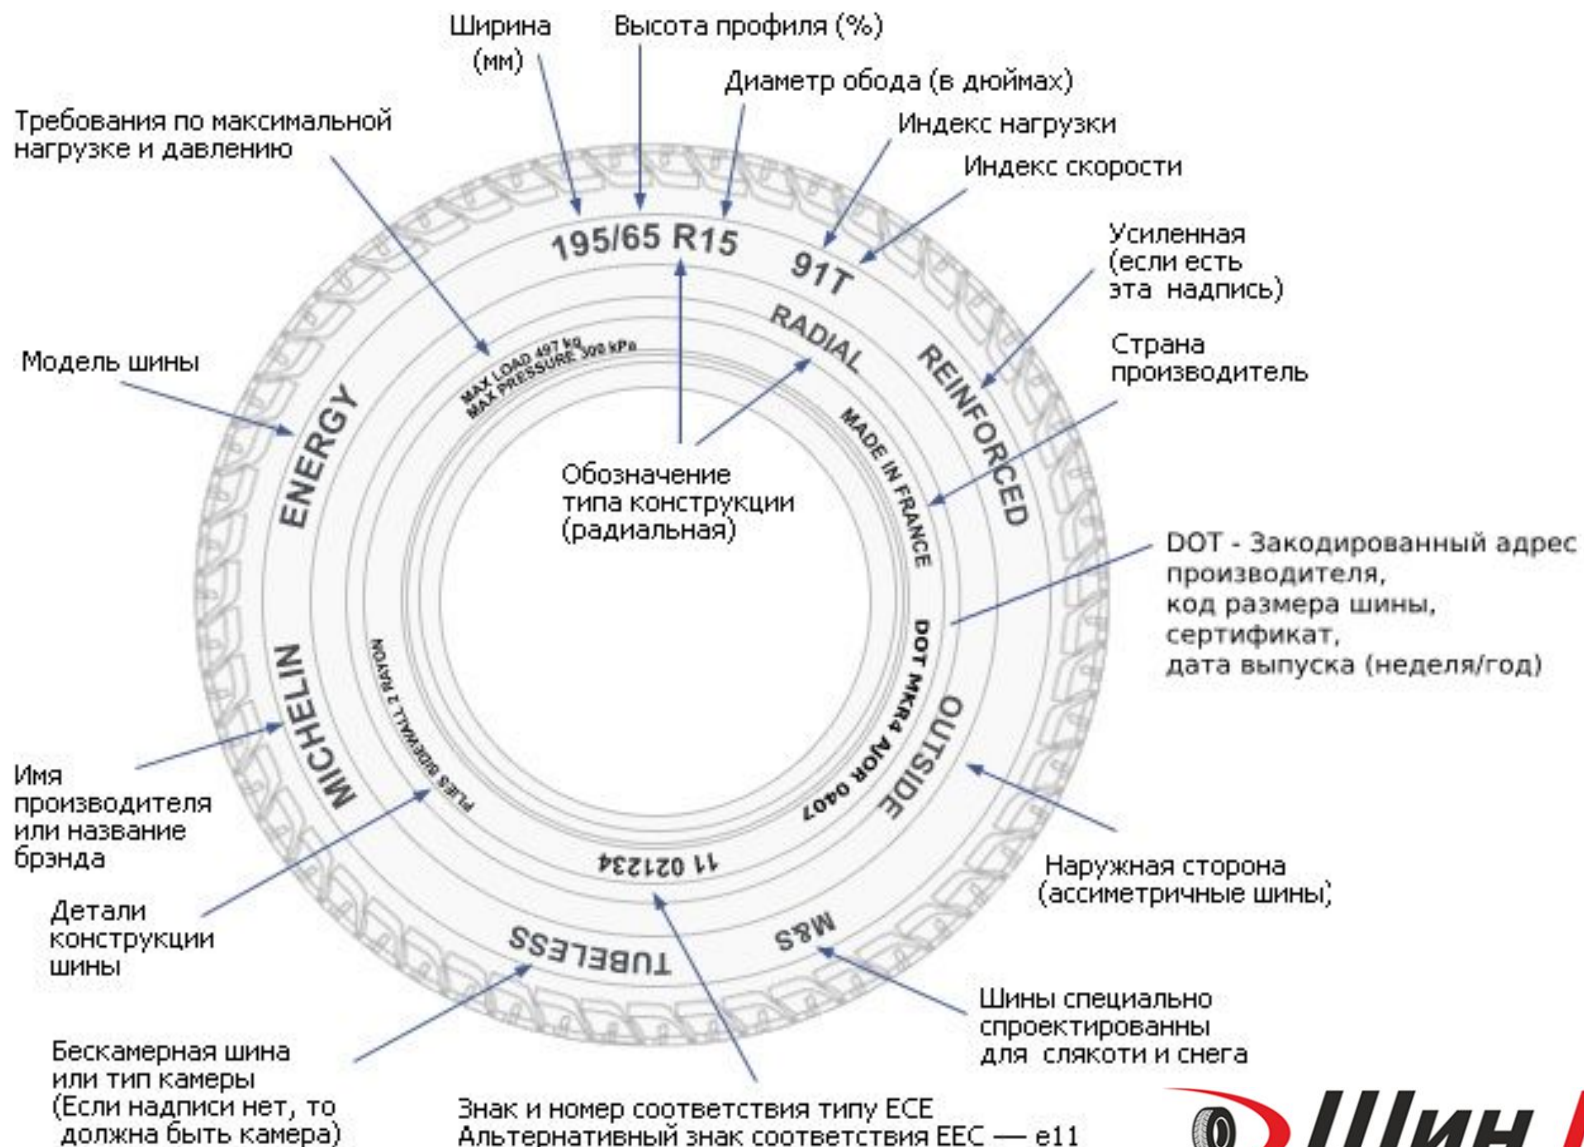 Ширина
(мм)
Высота профиля (%)
Диаметр обода (в дюймах)
Индекс нагрузки
Индекс скорости
Требования по максимальной
нагрузке и давлению
Усиленная
(если есть
эта надпись)
Страна
производитель
Модель шины
195/65 R15
91T
RADIAL
REINFORCED
MAX LOAD 497 kg
MAX PRESSURE 300 kPa
ENERGY
MADE IN FRANCE
Обозначение
типа конструкции
(радиальная)
DOT - Закодированный адрес
производителя,
код размера шины,
сертификат,
дата выпуска (неделя/год)
MICHELIN
PLIES SIDEWALL 2 RAYON
DOT MKR4 AJOR 0407
OUTSIDE
Имя
производителя
или название
брэнда
11 021234
Наружная сторона
(ассиметричные шины)
Детали
конструкции
шины
TUBELESS
M&S
Шины специально
спроектированны
для слякоти и снега
Бескамерная шина
или тип камеры
(Если надписи нет, то
должна быть камера)
Знак и номер соответствия типу ECE
Альтернативный знак соответствия EEC — e11
Шин